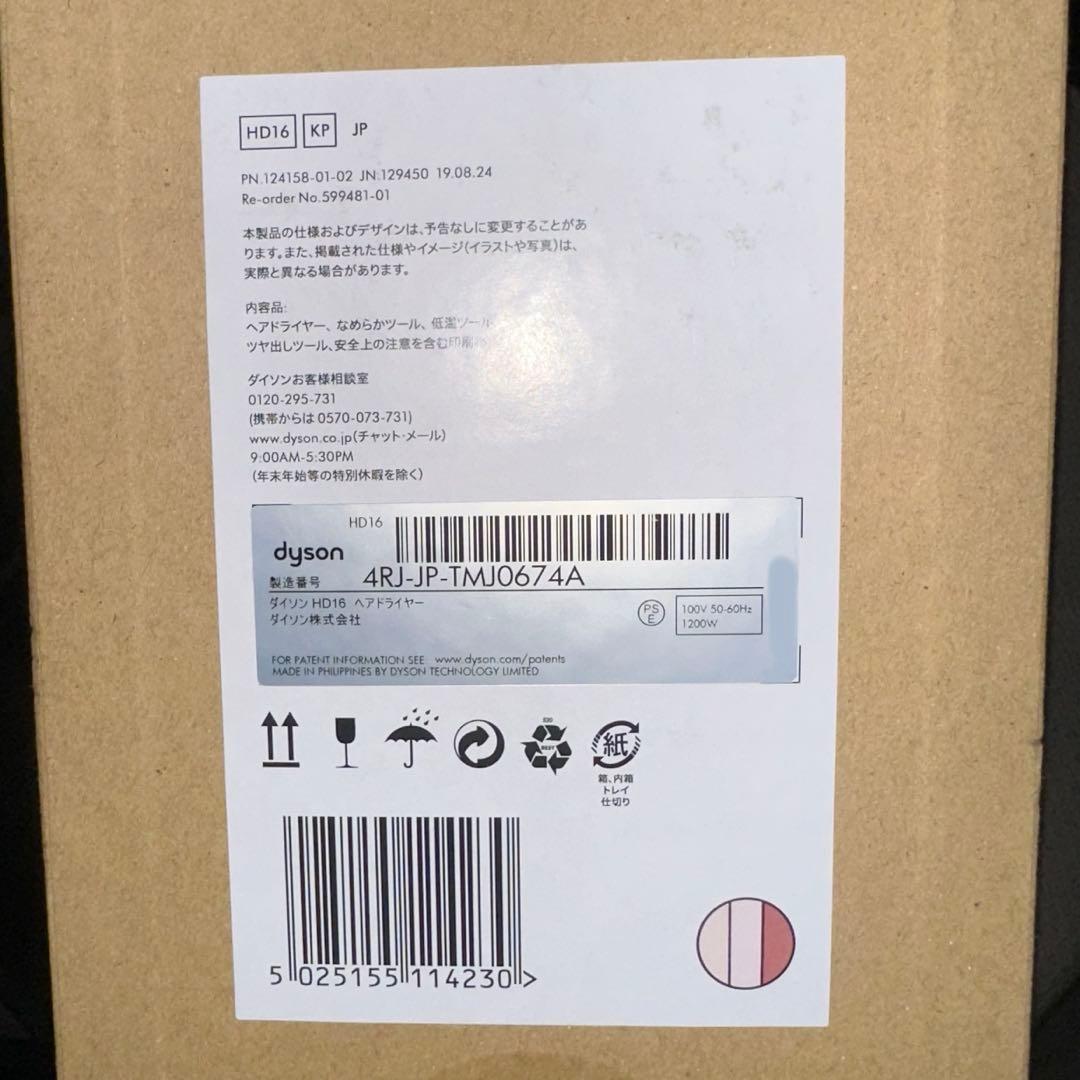 HD16 KP JP
PN.124158-01-02 JN:129450 19.08.24
Re-order No.599481-01
本製品の仕様およびデザインは、予告なしに変更することがあ
ります。また、掲載された仕様やイメージ(イラストや写真)は、
実際と異なる場合があります。
内容品:
ヘアドライヤー、なめらかツール、低温ツール
ツヤ出しツール、安全上の注意を含む印刷
ダイソンお客様相談室
0120-295-731
(携帯からは 0570-073-731)
www.dyson.co.jp(チャット・メール)
9:00AM-5:30PM
(年末年始等の特別休暇を除く)
HD16
dyson
製造番号 4RJ-JP-TMJ0674A
ダイソン HD16 ヘアドライヤー
ダイソン株式会社
PS
E
100V 50-60Hz
1200W
FOR PATENT INFORMATION SEE: www.dyson.com/patents
MADE IN PHILIPPINES BY DYSON TECHNOLOGY LIMITED
紙
箱、内箱
トレイ
仕切り
5 025155 114230 >